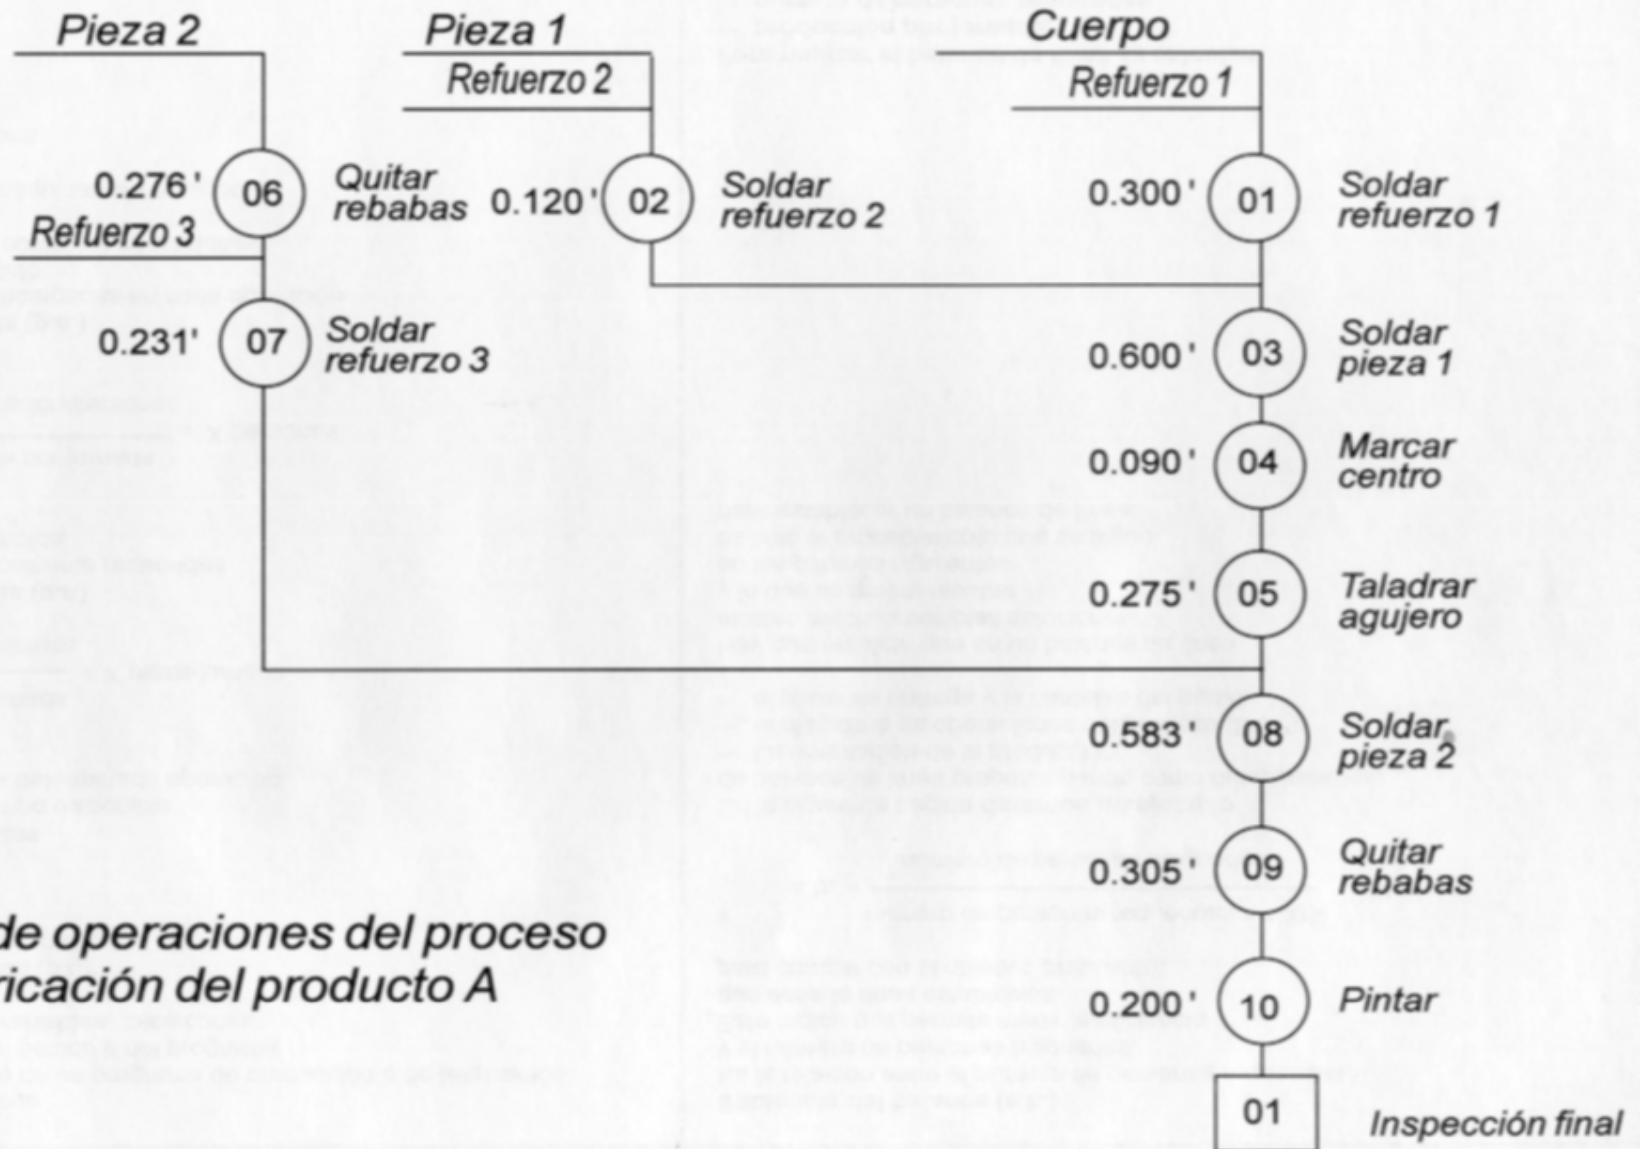 Pieza 2
Pieza 1
Refuerzo 2
Cuerpo
Refuerzo 1
0.276'
06
Quitar
rebabas
Refuerzo 3
0.120'
02
Soldar
refuerzo 2
0.300'
01
Soldar
refuerzo 1
0.231'
07
Soldar
refuerzo 3
0.600'
03
Soldar
pieza 1
0.090'
04
Marcar
centro
0.275'
05
Taladrar
agujero
0.583'
08
Soldar
pieza 2
0.305'
09
Quitar
rebabas
de operaciones del proceso
ricación del producto A
0.200'
10
Pintar
01
Inspección final